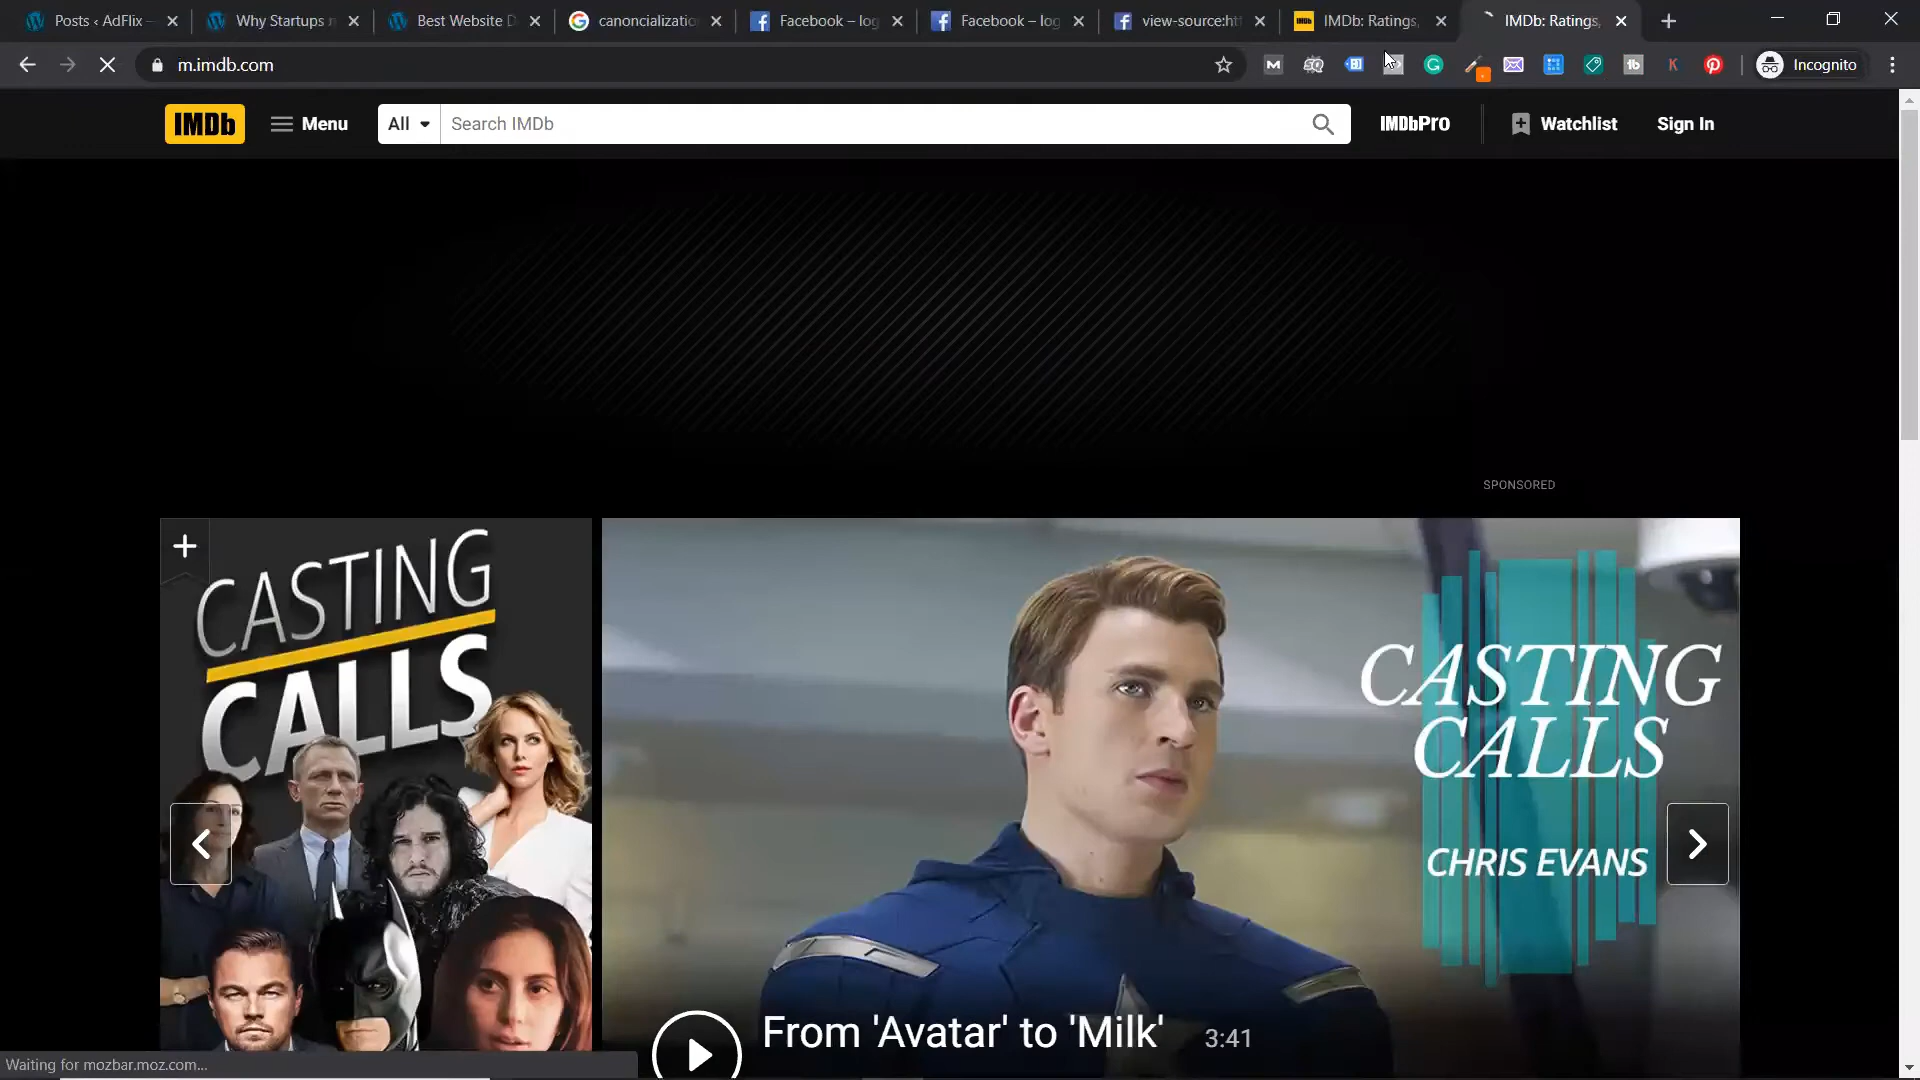 Posts ‹ AdFlix –
Why Startups n
Best Website D
canoncializatio
Facebook – log
Facebook – log
view-source:htt
IMDb: Ratings,
IMDb: Ratings,
m.imdb.com
Incognito
IMDb
Menu
All
Search IMDb
IMDbPro
Watchlist
Sign In
SPONSORED
CASTING
CALLS
CASTING
CALLS
CHRIS EVANS
From 'Avatar' to 'Milk' 3:41
Waiting for mozbar.moz.com...